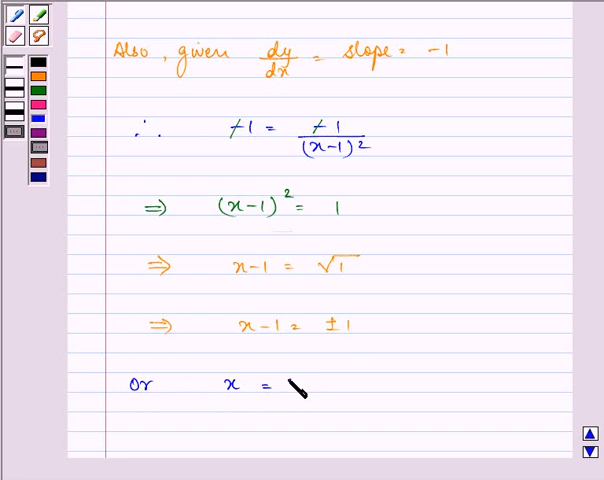 Also, given dy/dx = slope = -1
∴ -1 = -1/(x-1)2
⇒ (x-1)² = 1
⇒ x-1 = √1
⇒ x-1 = ±1
Or x =